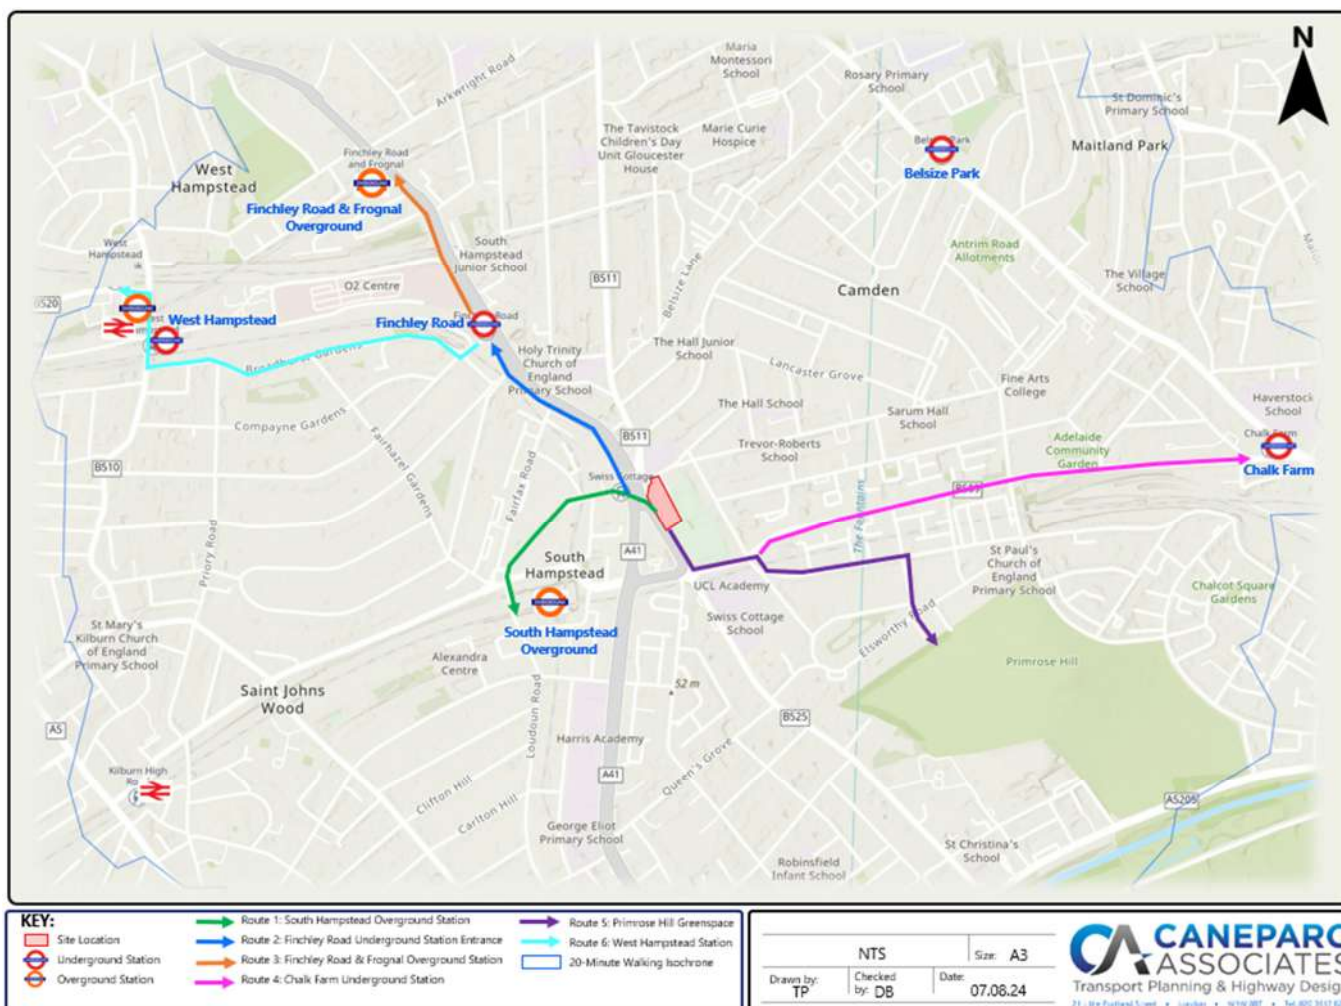 N
Maria
Montessori
School
Rosary Primary
School
Arkwright Road
St Dominic's
Primary School
The Tavistock
Children's Day
Unit Gloucester
House
Marie Curie
Hospice
Belsize Park
Belsize Park
Maitland Park
West
Hampstead
Finchley Road
and Frognal
Finchley Road & Frognal
Overground
West
Hampstead
South
Hampstead
Junior School
B511
Belsize Lane
Antrim Road
Allotments
The Village
School
Camden
O2 Centre
West Hampstead
Finchley Road
Holy Trinity
Church of
England
Primary School
The Hall Junior
School
Broadhurst Gardens
Lancaster Grove
Fine Arts
College
Haverstock
School
The Hall School
Sarum Hall
School
Compayne Gardens
Fairhazel Gardens
B511
Trevor-Roberts
School
Adelaide
Community
Garden
Chalk Farm
Chalk Farm
B510
Fairfax Road
Swiss Cottage
The Fountains
Priory Road
A41
South
Hampstead
UCL Academy
St Paul's
Church of
England
Primary School
Chalcot Square
Gardens
South Hampstead
Overground
Swiss Cottage
School
Elsworthy Road
St Mary's
Kilburn Church
of England
Primary School
Alexandra
Centre
Primrose Hill
Saint Johns
Wood
52 m
Loudoun Road
B525
A5
Harris Academy
Queen's Grove
Kilburn High
A41
Clifton Hill
Carlton Hill
A5205
George Eliot
Primary School
St Christina's
School
Robinsfield
Infant School
KEY:
Site Location
Underground Station
Overground Station
Route 1: South Hampstead Overground Station
Route 2: Finchley Road Underground Station Entrance
Route 3: Finchley Road & Frognal Overground Station
Route 4: Chalk Farm Underground Station
Route 5: Primrose Hill Greenspace
Route 6: West Hampstead Station
20-Minute Walking Isochrone
NTS
Size: A3
Drawn by:
TP
Checked
by: DB
Date:
07.08.24
CA
CANEPARO
ASSOCIATES
Transport Planning & Highway Design